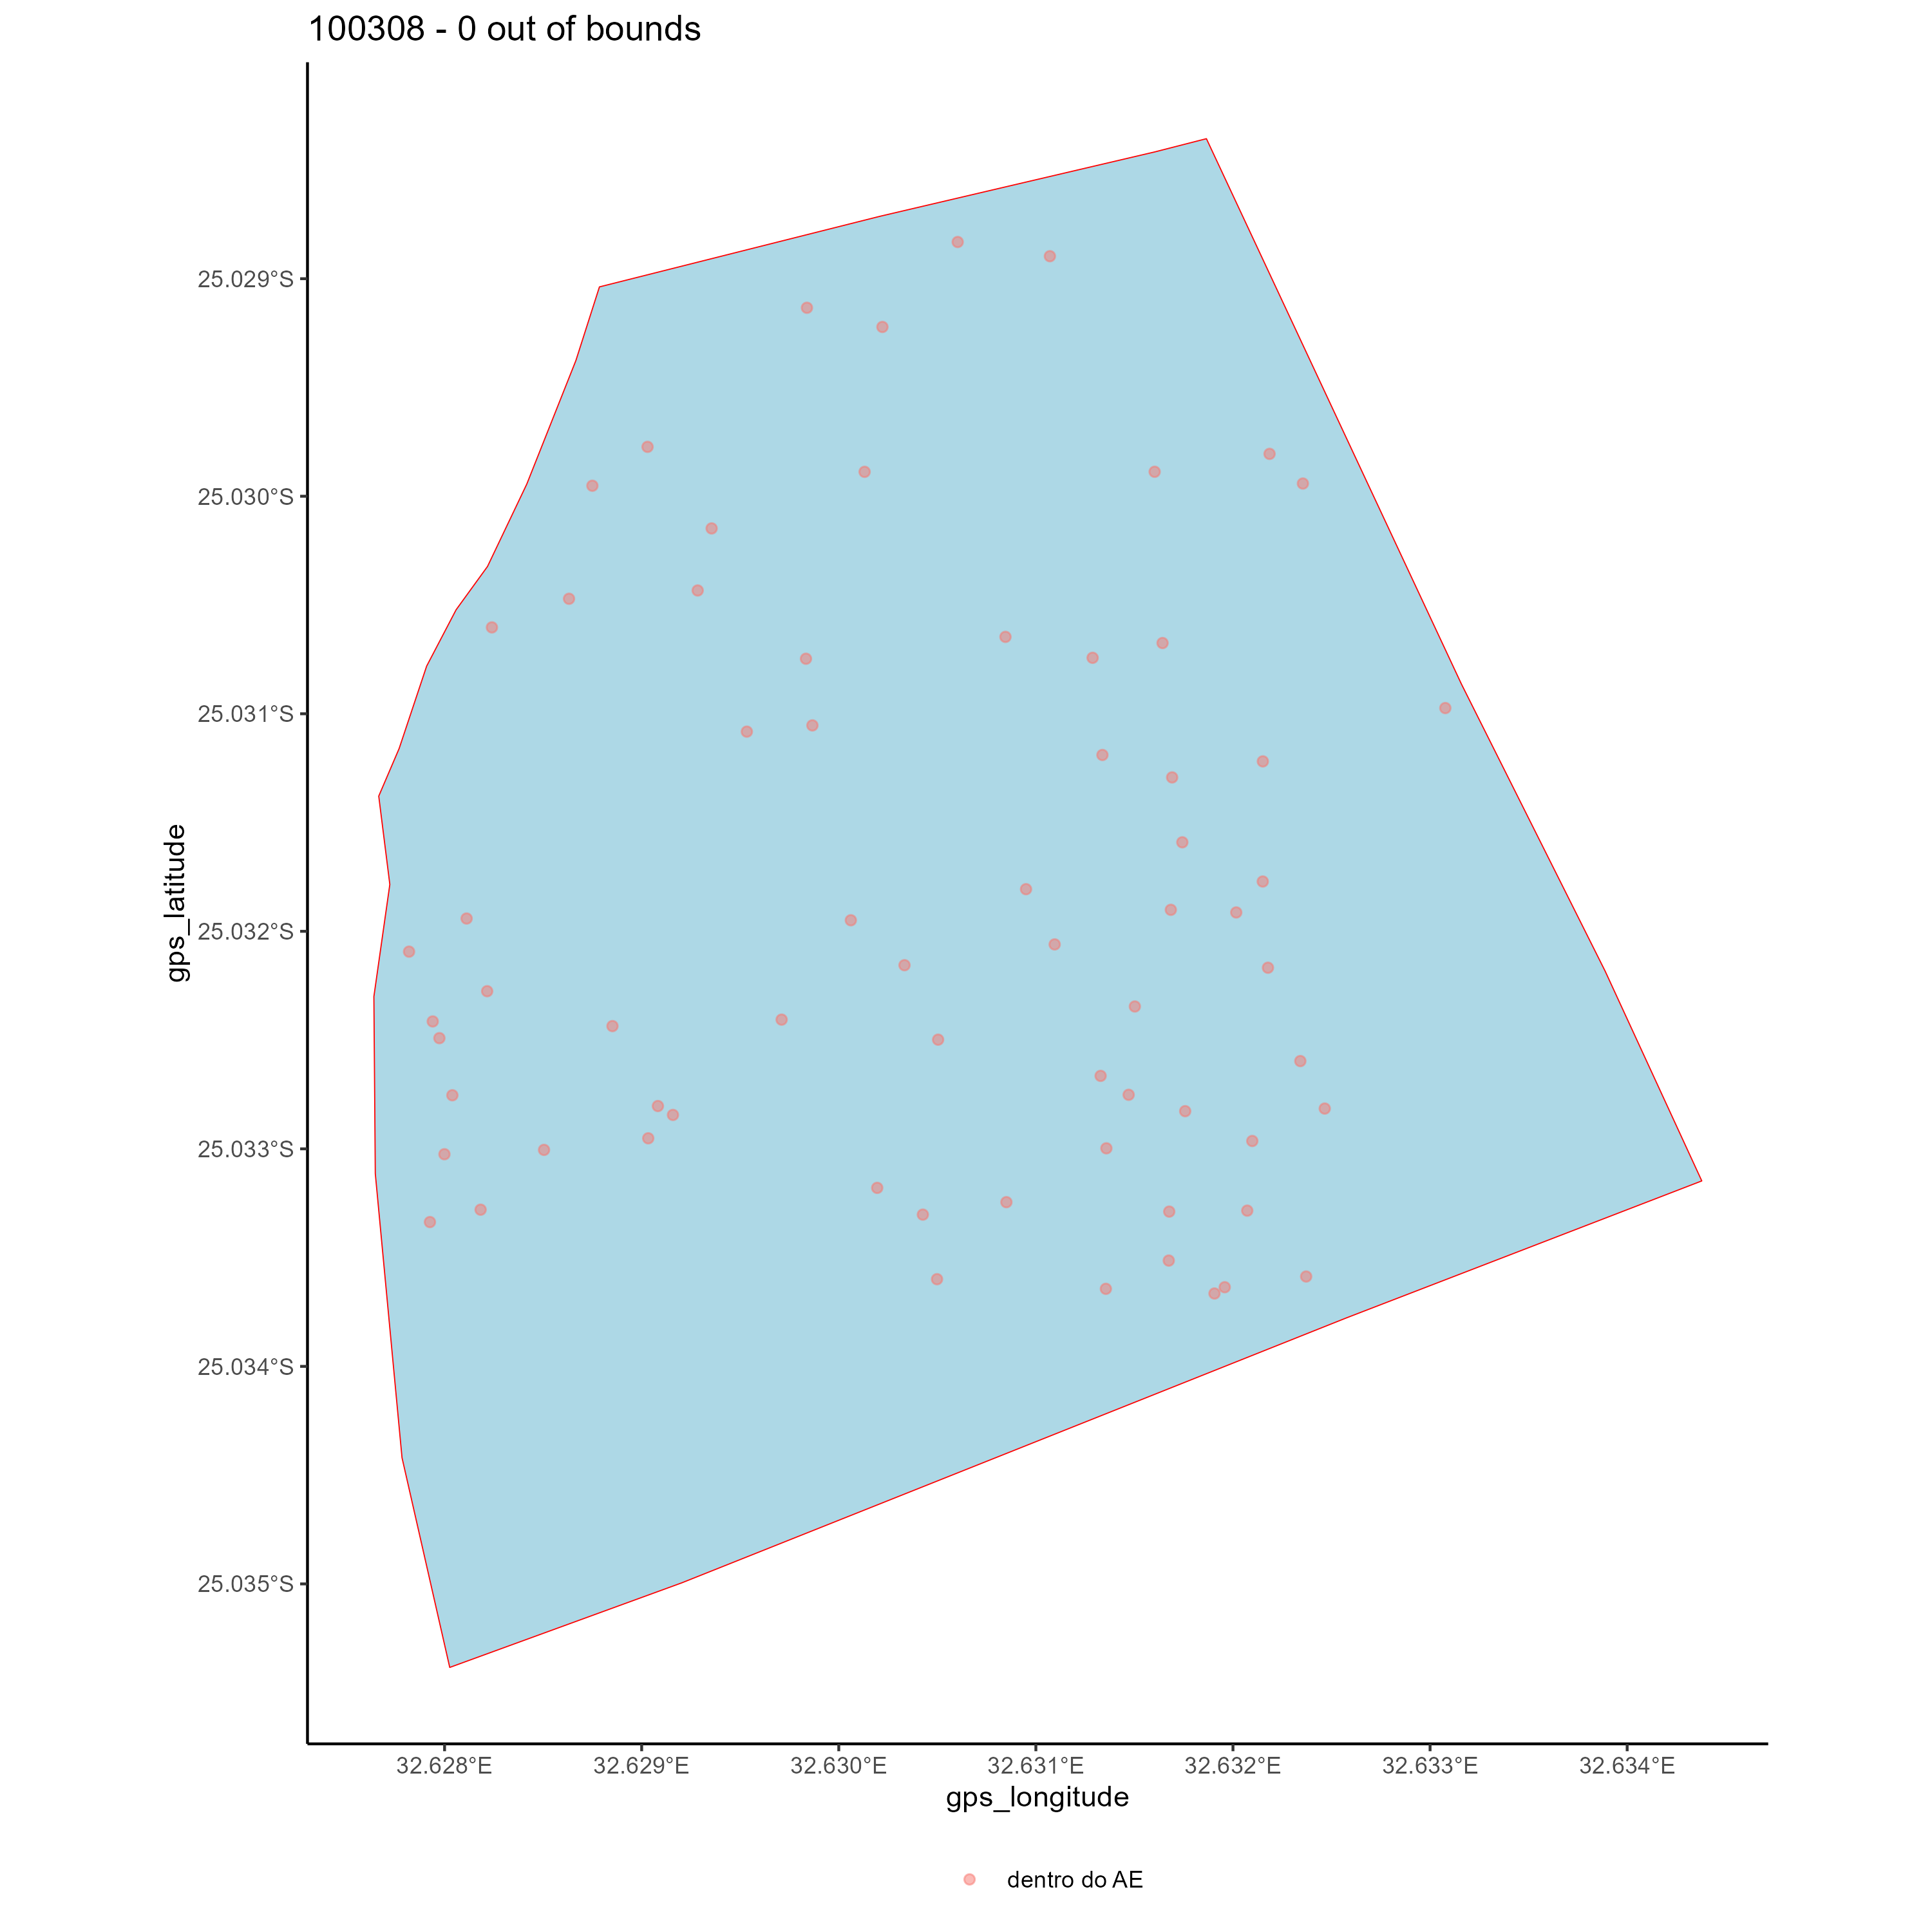 100308 - 0 out of bounds
gps_latitude
25.029°S
25.030°S
25.031°S
25.032°S
25.033°S
25.034°S
25.035°S
32.628°E 32.629°E 32.630°E 32.631°E 32.632°E 32.633°E 32.634°E
gps_longitude
dentro do AE